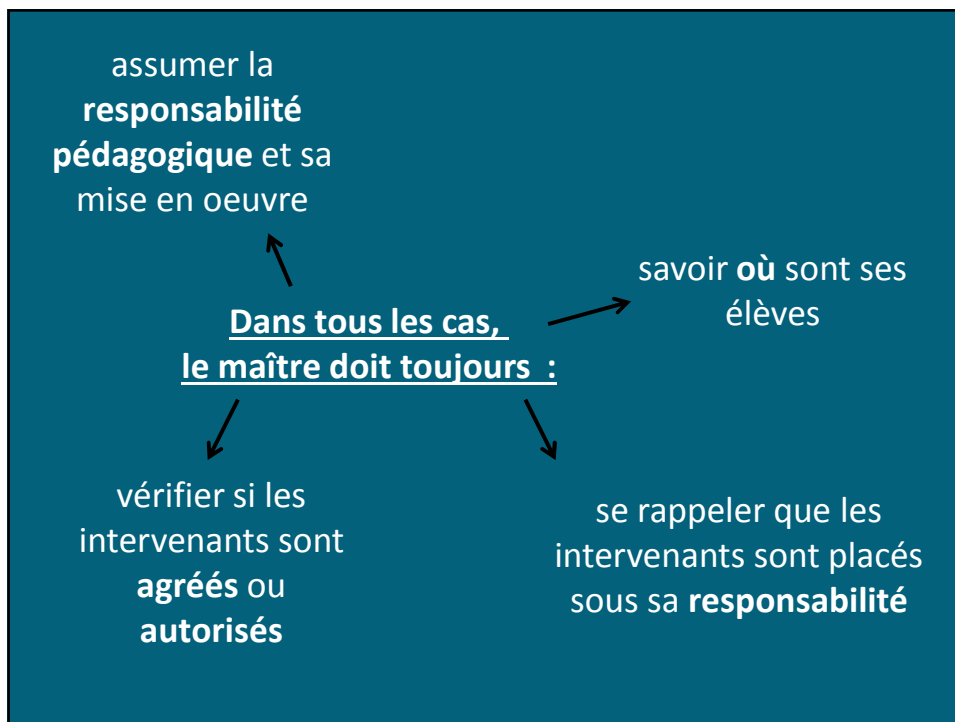 assumer la
responsabilité
pédagogique et sa
mise en oeuvre
savoir où sont ses
élèves
Dans tous les cas,
le maître doit toujours :
vérifier si les
intervenants sont
agréés ou
autorisés
se rappeler que les
intervenants sont placés
sous sa responsabilité